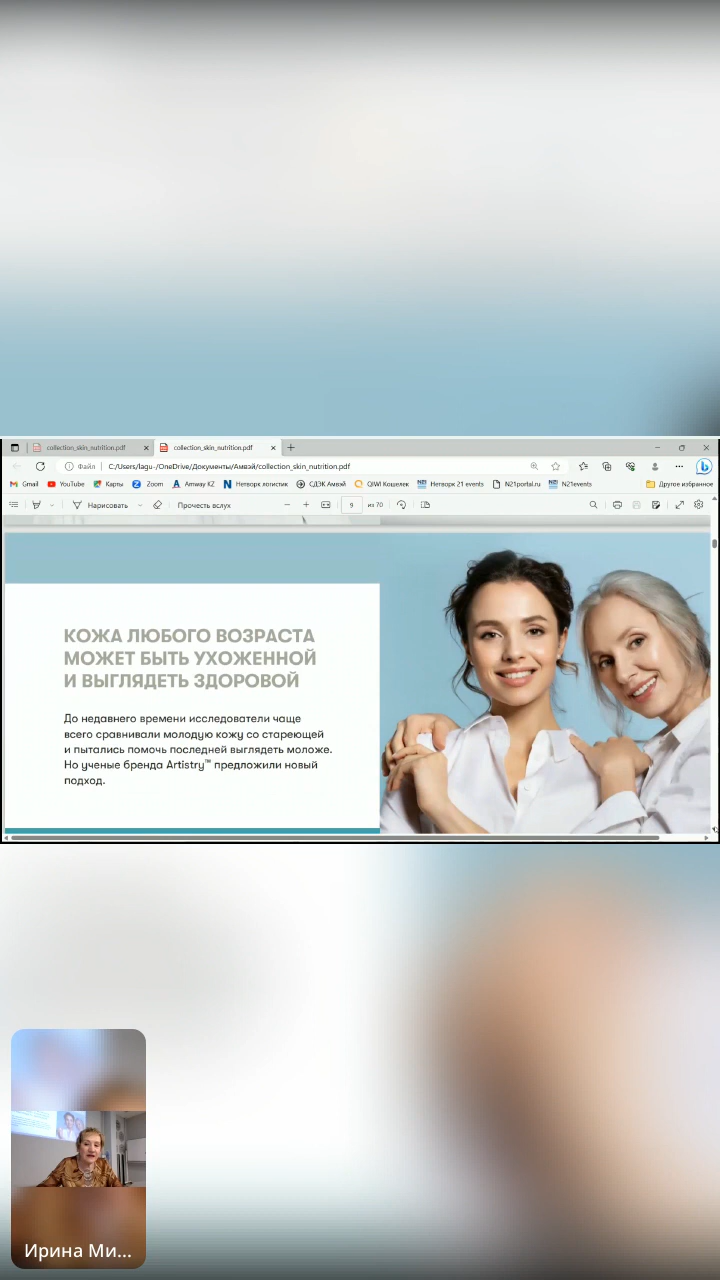 collection_skin_nutrition.pdf
collection_skin_nutrition.pdf
Файл
C:/Users/lagu-/OneDrive/Документы/Амвэй/collection_skin_nutrition.pdf
Gmail YouTube Карты Zoom Amway KZ Нетворк логистик СДЭК Амвэй QIWI Кошелек Нетворк 21 events N21portal.ru N21events Другое избранное
Нарисовать Прочесть вслух 9 из 70
КОЖА ЛЮБОГО ВОЗРАСТА
МОЖЕТ БЫТЬ УХОЖЕННОЙ
И ВЫГЛЯДЕТЬ ЗДОРОВОЙ
До недавнего времени исследователи чаще
всего сравнивали молодую кожу со стареющей
и пытались помочь последней выглядеть моложе.
Но ученые бренда Artistry™ предложили новый
подход.
Ирина Ми...